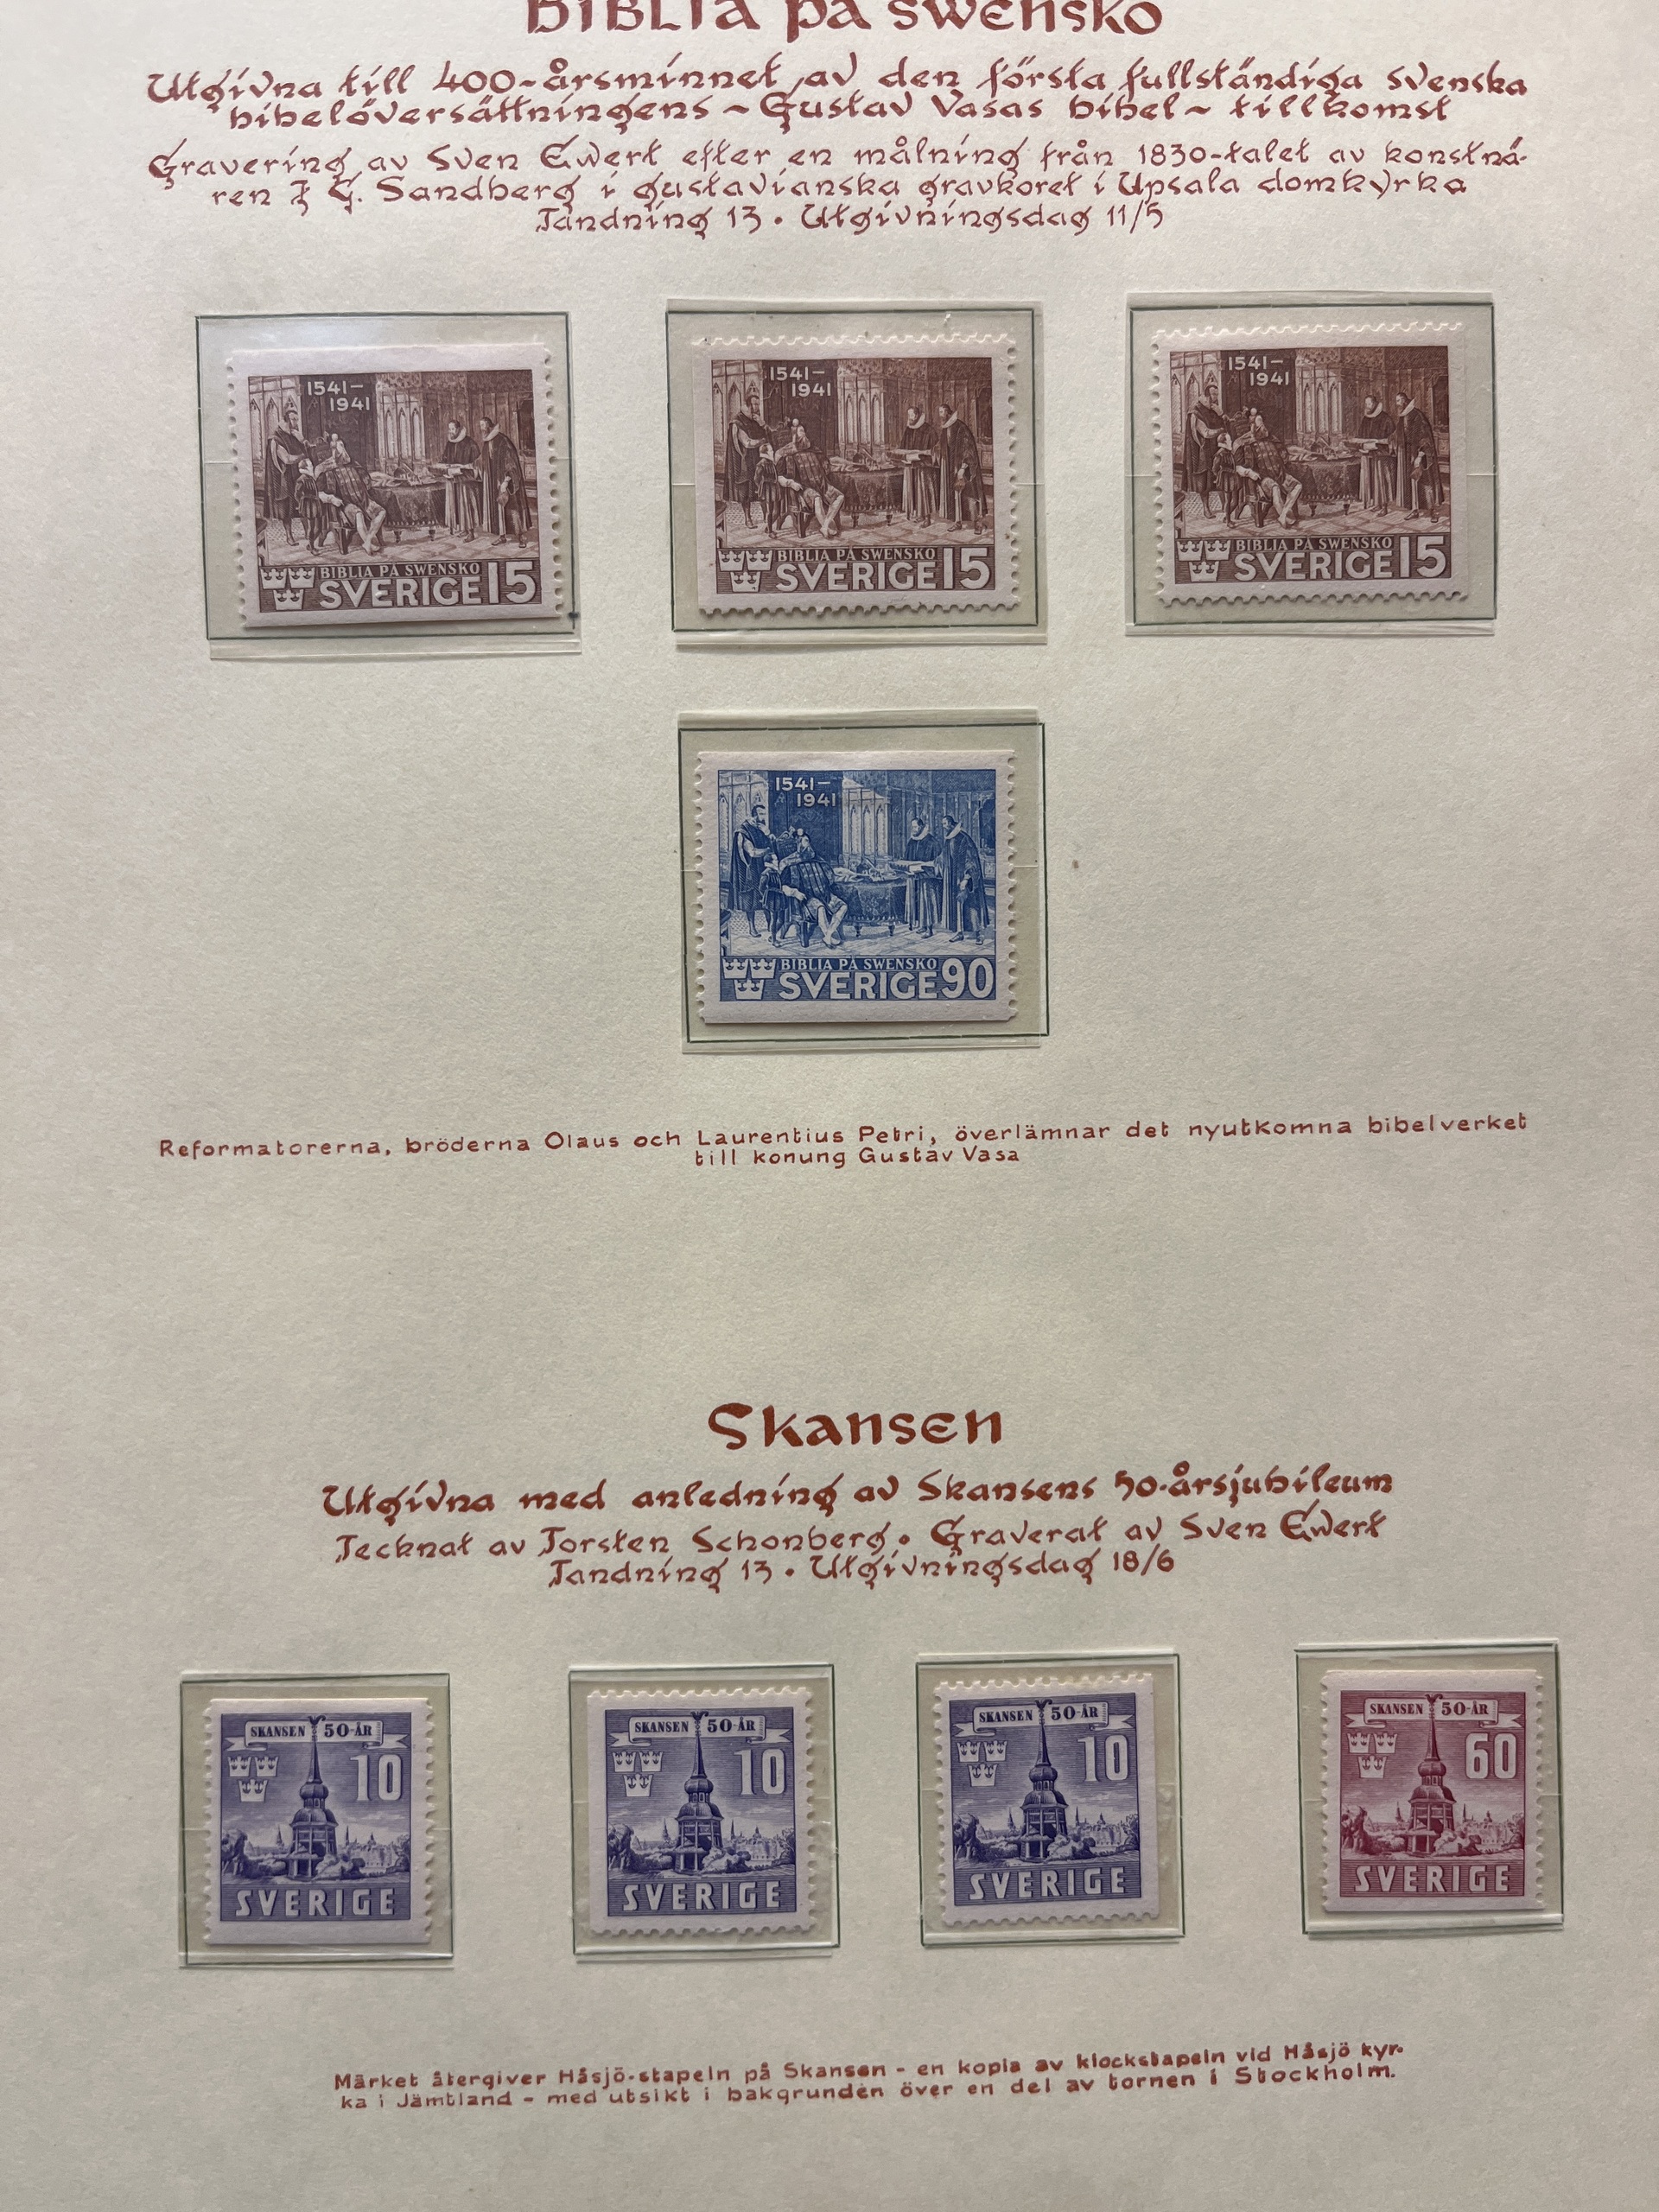 BIBLIA på swensko
Utgivna till 400-årsminnet av den första fullständiga svenska
bibelöversättningens ~ Gustav Vasas bibel ~ tillkomst
Gravering av Sven Ewert efter en målning från 1830-talet av konstnä-
ren J G. Sandberg i gustavianska gravkoret i Upsala domkyrka
Tandning 13 • Utgivningsdag 11/5
1541-
1941
BIBLIA PÅ SWENSKO
SVERIGE 15
1541-
1941
BIBLIA PÅ SWENSKO
SVERIGE 15
1541-
1941
BIBLIA PÅ SWENSKO
SVERIGE 15
1541-
1941
BIBLIA PÅ SWENSKO
SVERIGE 90
Reformatorerna, bröderna Olaus och Laurentius Petri, överlämnar det nyutkomna bibelverket
till konung Gustav Vasa
Skansen
Utgivna med anledning av Skansens 50-årsjubileum
Tecknat av Torsten Schonberg • Graverat av Sven Ewert
Tandning 13 • Utgivningsdag 18/6
SKANSEN 50-ÅR
10
SVERIGE
SKANSEN 50-ÅR
10
SVERIGE
SKANSEN 50-ÅR
10
SVERIGE
SKANSEN 50-ÅR
60
SVERIGE
Märket återgiver Håsjö-stapeln på Skansen - en kopia av klockstapeln vid Håsjö kyr-
ka i Jämtland - med utsikt i bakgrunden över en del av tornen i Stockholm.